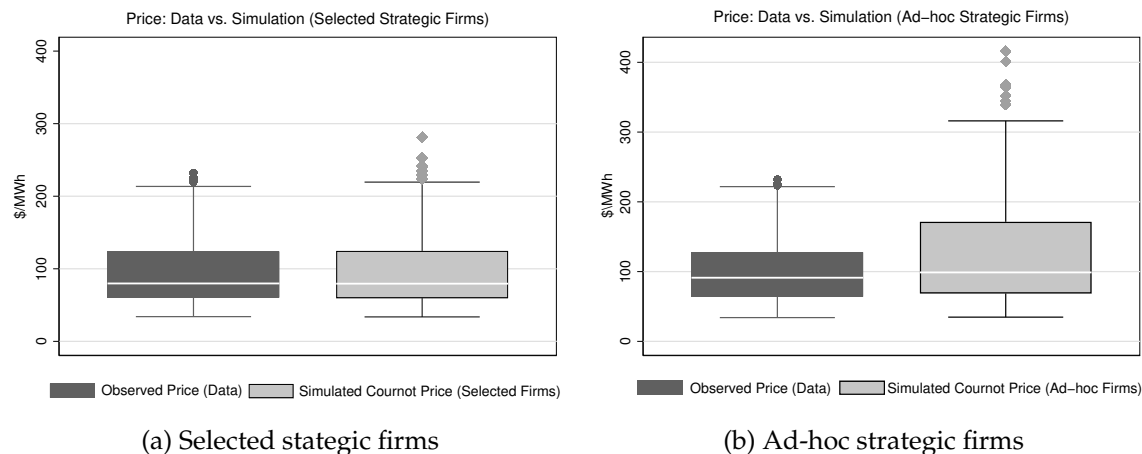 Price: Data vs. Simulation (Selected Strategic Firms)
400
300
200
100
0
$/MWh
Observed Price (Data)
Simulated Cournot Price (Selected Firms)
(a) Selected stategic firms
Price: Data vs. Simulation (Ad-hoc Strategic Firms)
400
300
200
100
0
$\MWh
Observed Price (Data)
Simulated Cournot Price (Ad-hoc Firms)
(b) Ad-hoc strategic firms